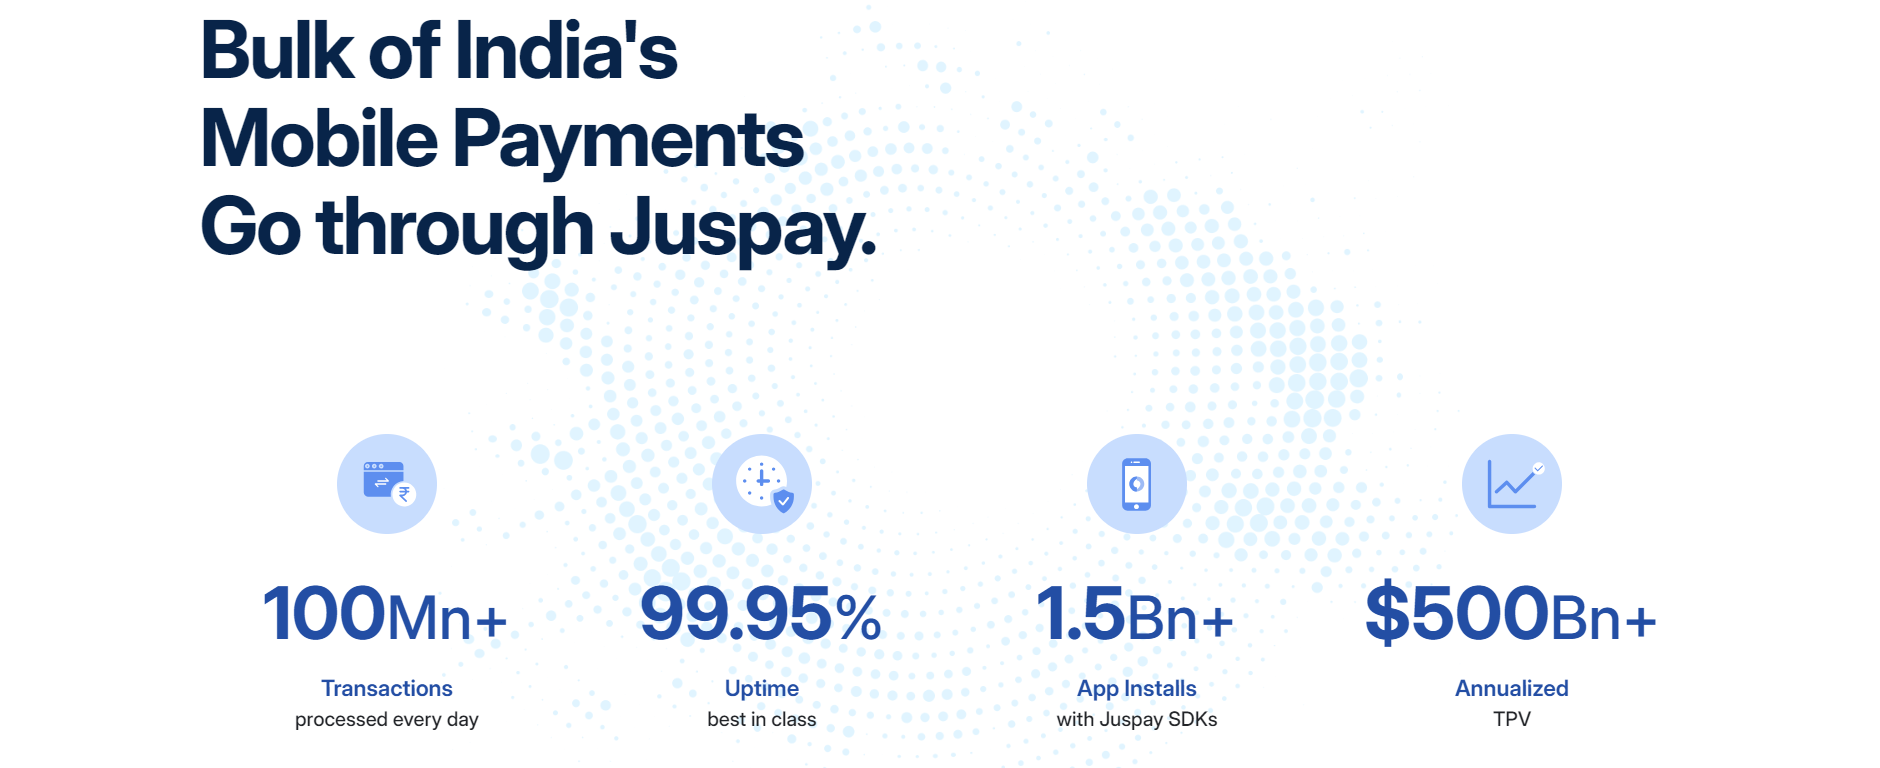 Bulk of India's
Mobile Payments
Go through Juspay.
100Mn+
Transactions
processed every day
99.95%
Uptime
best in class
1.5Bn+
App Installs
with Juspay SDKs
$500Bn+
Annualized
TPV